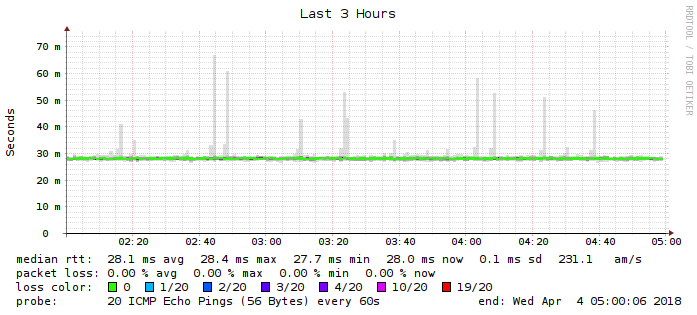 Last 3 Hours
RRDTOOL / TOBI OETIKER
Seconds
70 m
60 m
50 m
40 m
30 m
20 m
10 m
0
02:20 02:40 03:00 03:20 03:40 04:00 04:20 04:40 05:00
median rtt: 28.1 ms avg 28.4 ms max 27.7 ms min 28.0 ms now 0.1 ms sd 231.1 am/s
packet loss: 0.00 % avg 0.00 % max 0.00 % min 0.00 % now
loss color: 0 1/20 2/20 3/20 4/20 10/20 19/20
probe: 20 ICMP Echo Pings (56 Bytes) every 60s end: Wed Apr 4 05:00:06 2018